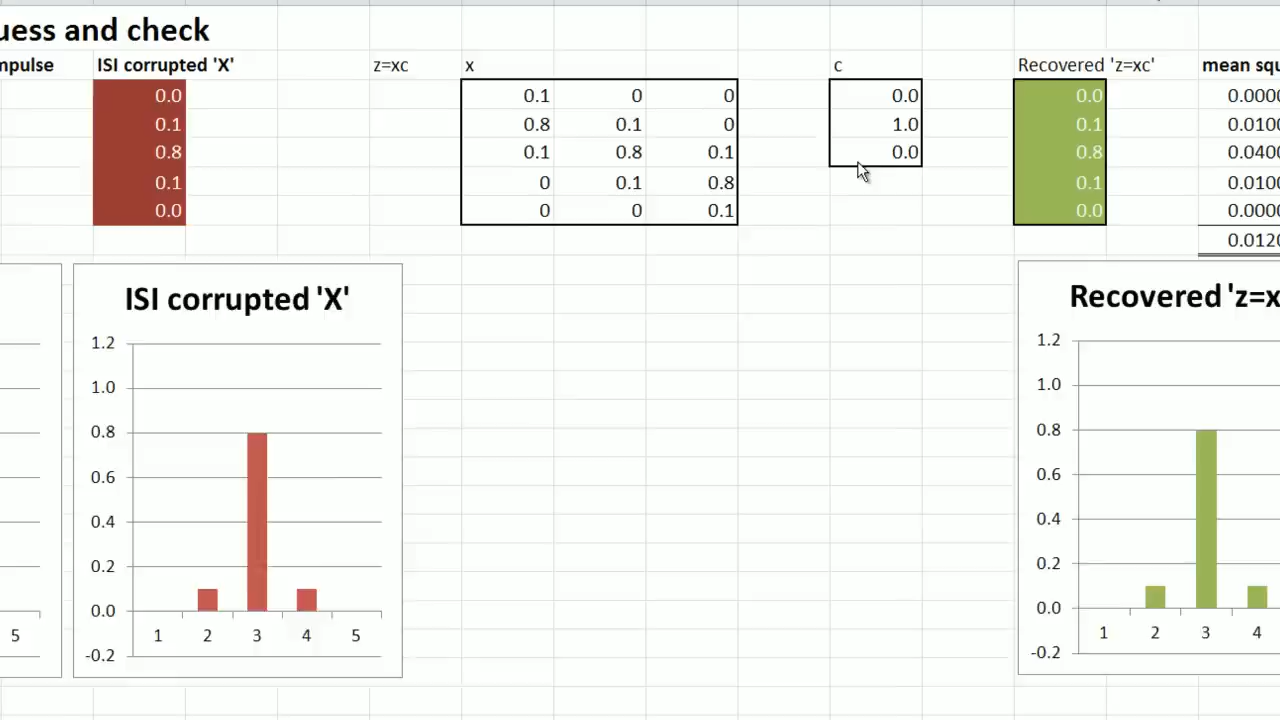 uess and check
mpulse ISI corrupted 'X' z=xc x c Recovered 'z=xc' mean squ
0.0 0.1 0 0 0.0 0.0 0.0000
0.1 0.8 0.1 0 1.0 0.1 0.0100
0.8 0.1 0.8 0.1 0.0 0.8 0.0400
0.1 0 0.1 0.8 0.1 0.0100
0.0 0 0 0.1 0.0 0.0000
0.0120
ISI corrupted 'X'
1.2
1.0
0.8
0.6
0.4
0.2
0.0
-0.2
1 2 3 4 5
5
Recovered 'z=x
1.2
1.0
0.8
0.6
0.4
0.2
0.0
-0.2
1 2 3 4